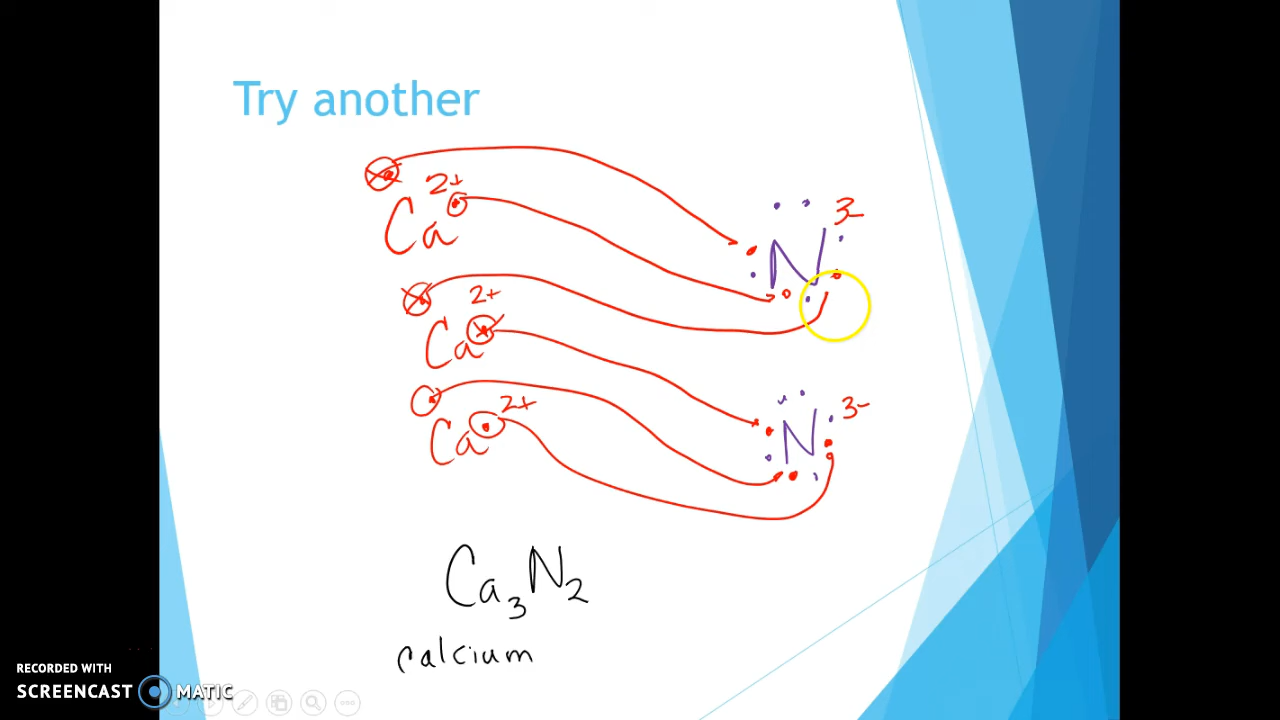 Try another
2+
Ca
3-
N
2+
Ca
2+
Ca
3-
N
Ca3N2
calcium
RECORDED WITH
SCREENCAST MATIC